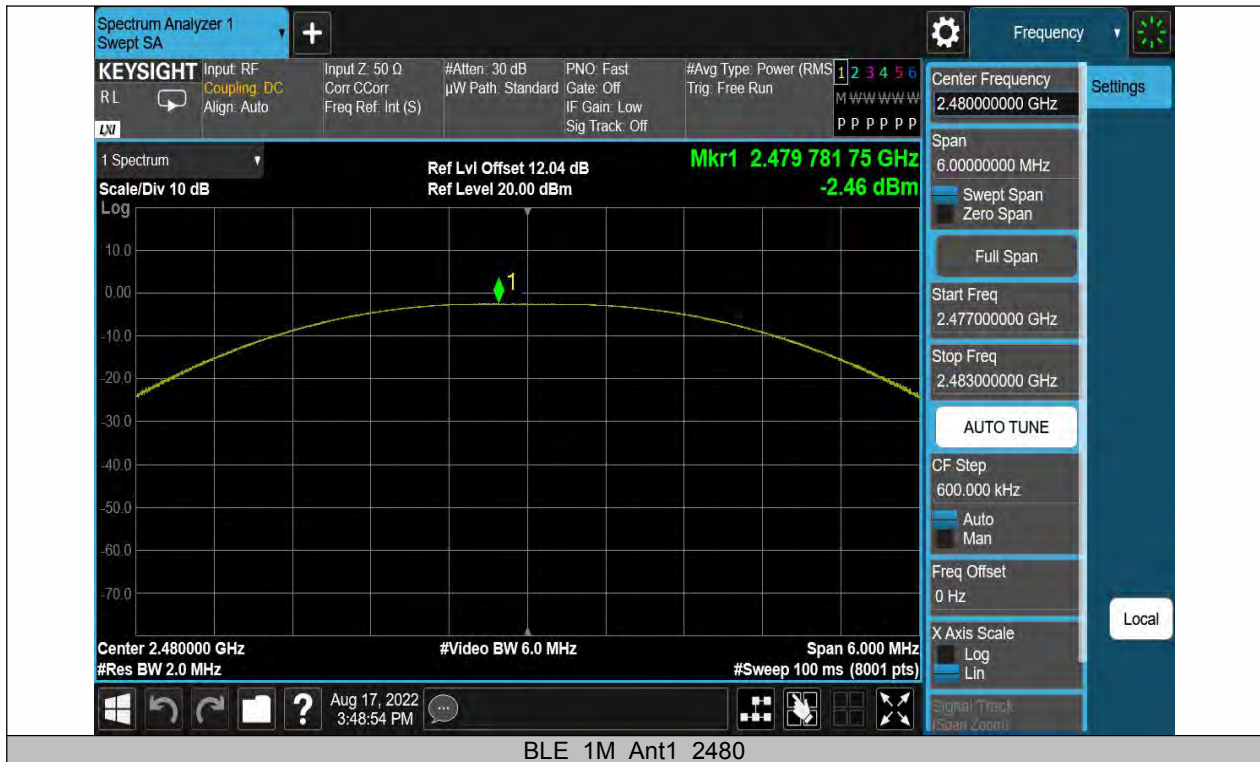 Spectrum Analyzer 1
Swept SA
+
Frequency
KEYSIGHT
RL
LXI
Input: RF
Coupling: DC
Align: Auto
Input Z: 50 Ω
Corr CCorr
Freq Ref: Int (S)
#Atten: 30 dB
µW Path: Standard
PNO: Fast
Gate: Off
IF Gain: Low
Sig Track: Off
#Avg Type: Power (RMS
Trig: Free Run
1 2 3 4 5 6
M W W W W W
P P P P P P
1 Spectrum
Scale/Div 10 dB
Log
Ref Lvl Offset 12.04 dB
Ref Level 20.00 dBm
Mkr1 2.479 781 75 GHz
-2.46 dBm
10.0
0.00
-10.0
-20.0
-30.0
-40.0
-50.0
-60.0
-70.0
1
Center 2.480000 GHz
#Res BW 2.0 MHz
#Video BW 6.0 MHz
Span 6.000 MHz
#Sweep 100 ms (8001 pts)
Center Frequency
2.480000000 GHz
Settings
Span
6.00000000 MHz
Swept Span
Zero Span
Full Span
Start Freq
2.477000000 GHz
Stop Freq
2.483000000 GHz
AUTO TUNE
CF Step
600.000 kHz
Auto
Man
Freq Offset
0 Hz
X Axis Scale
Log
Lin
Local
Signal Track
(Span Zoom)
?
Aug 17, 2022
3:48:54 PM
BLE_1M_Ant1_2480